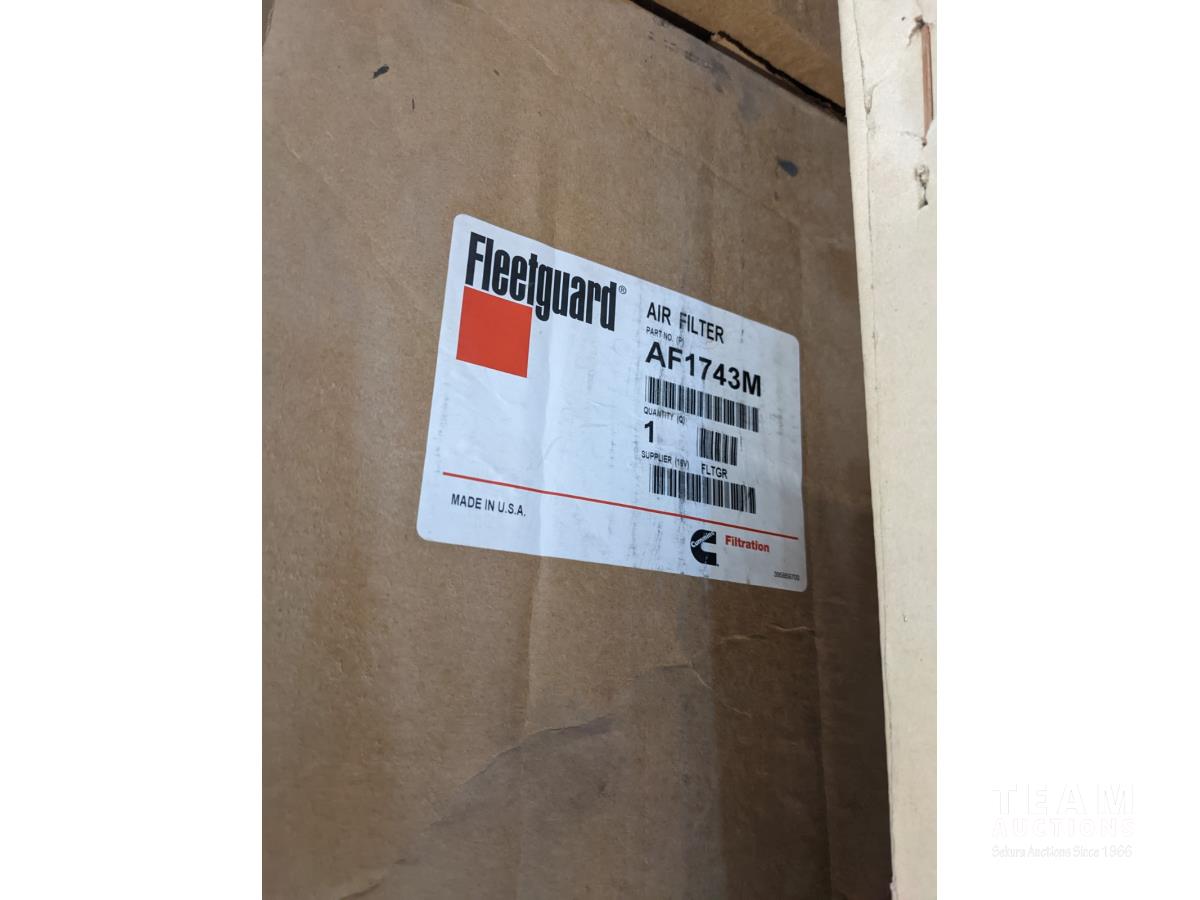 Fleetguard®
AIR FILTER
PART NO. (P)
AF1743M
QUANTITY (Q)
1
SUPPLIER (18V) FLTGR
MADE IN U.S.A.
Cummins
Filtration
TEAM
AUCTIONS
Sekura Auctions Since 1966